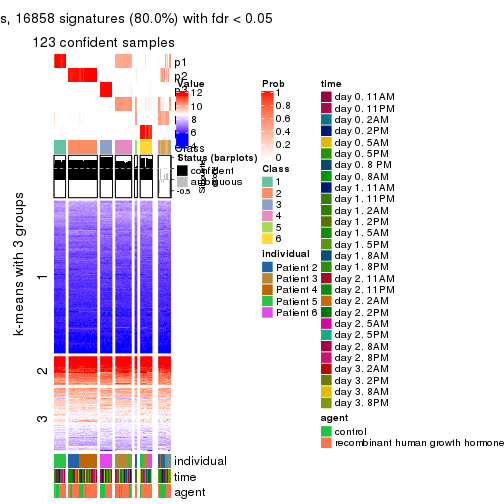 s, 16858 signatures (80.0%) with fdr < 0.05
123 confident samples
p1
p2
p3
Value
12
10
8
6
4
Class
Status (barplots)
confident
ambiguous
-0.5
k-means with 3 groups
1
2
3
individual
time
agent
Prob
1
0.8
0.6
0.4
0.2
0
Class
1
2
3
4
5
6
individual
Patient 2
Patient 3
Patient 4
Patient 5
Patient 6
time
day 0. 11AM
day 0. 11PM
day 0. 2AM
day 0. 2PM
day 0. 5AM
day 0. 5PM
day 0. 8 PM
day 0. 8AM
day 1. 11AM
day 1. 11PM
day 1. 2AM
day 1. 2PM
day 1. 5AM
day 1. 5PM
day 1. 8AM
day 1. 8PM
day 2. 11AM
day 2. 11PM
day 2. 2AM
day 2. 2PM
day 2. 5AM
day 2. 5PM
day 2. 8AM
day 2. 8PM
day 3. 2AM
day 3. 2PM
day 3. 8AM
day 3. 8PM
agent
control
recombinant human growth hormone